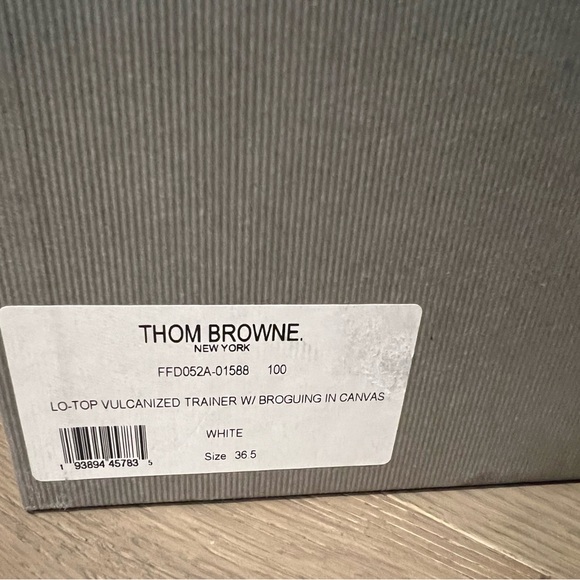 THOM BROWNE.
NEW YORK
FFD052A-01588 100
LO-TOP VULCANIZED TRAINER W/ BROGUING IN CANVAS
WHITE
Size 36.5
1 93894 45783 5